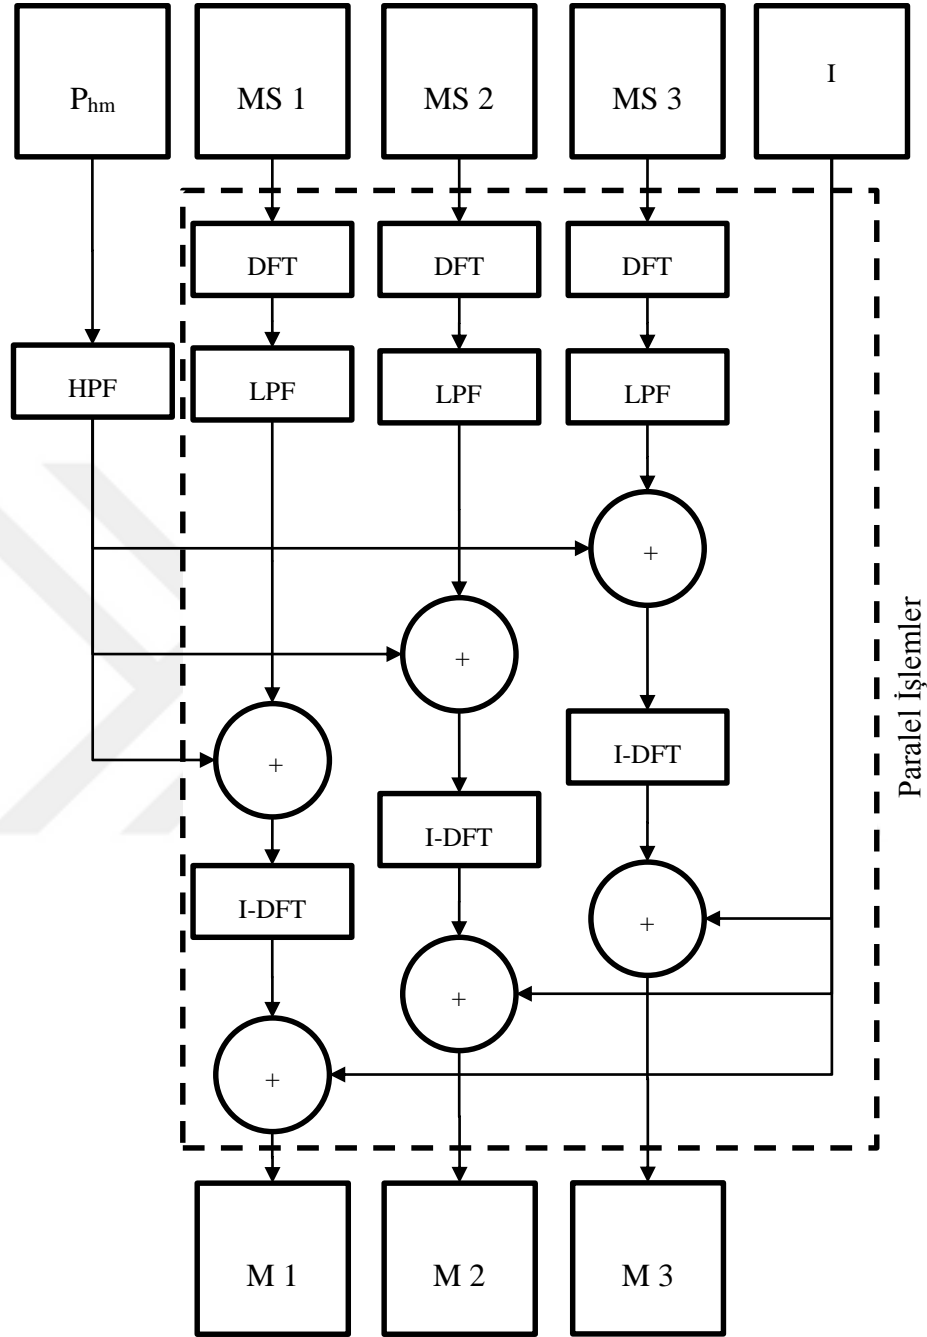 P_hm
MS 1
MS 2
MS 3
I
DFT
DFT
DFT
HPF
LPF
LPF
LPF
+
+
+
I-DFT
I-DFT
I-DFT
+
+
+
Paralel İşlemler
M 1
M 2
M 3